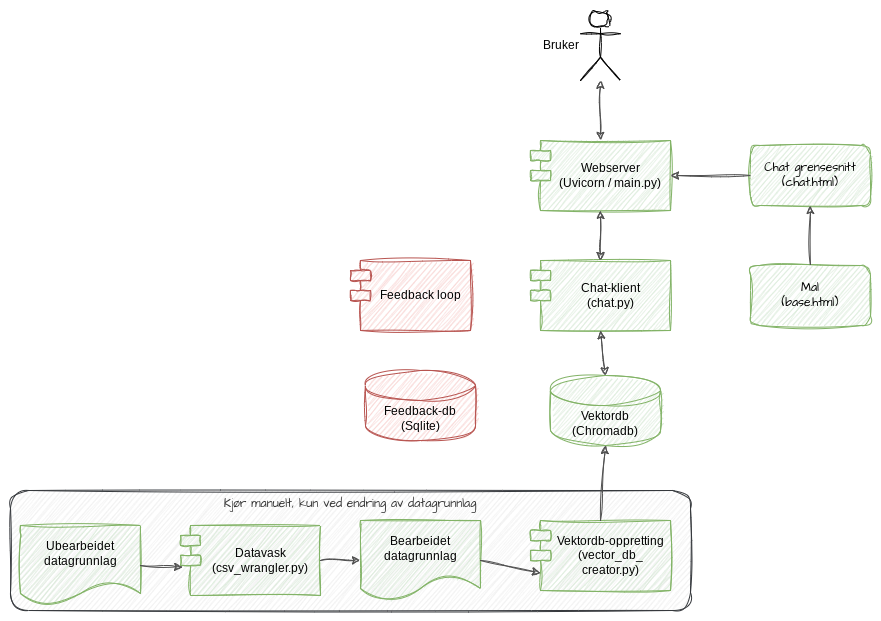 Bruker
Webserver
(Uvicorn / main.py)
Chat grensesnitt
(chat.html)
Feedback loop
Chat-klient
(chat.py)
Mal
(base.html)
Feedback-db
(Sqlite)
Vektordb
(Chromadb)
Kjør manuelt, kun ved endring av datagrunnlag
Ubearbeidet
datagrunnlag
Datavask
(csv_wrangler.py)
Bearbeidet
datagrunnlag
Vektordb-oppretting
(vector_db_
creator.py)